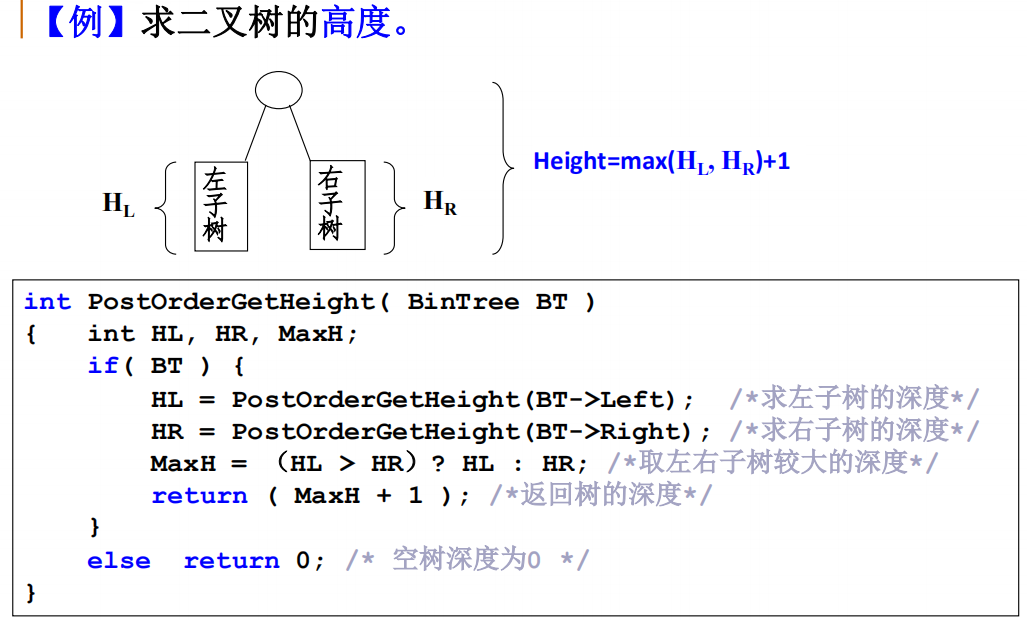 【例】求二叉树的高度。
Height=max(HL, HR)+1
左子树
右子树
HL
HR
int PostOrderGetHeight( BinTree BT )
{ int HL, HR, MaxH;
if( BT ) {
HL = PostOrderGetHeight(BT->Left); /*求左子树的深度*/
HR = PostOrderGetHeight(BT->Right); /*求右子树的深度*/
MaxH = （HL > HR）? HL : HR; /*取左右子树较大的深度*/
return ( MaxH + 1 ); /*返回树的深度*/
}
else return 0; /* 空树深度为0 */
}